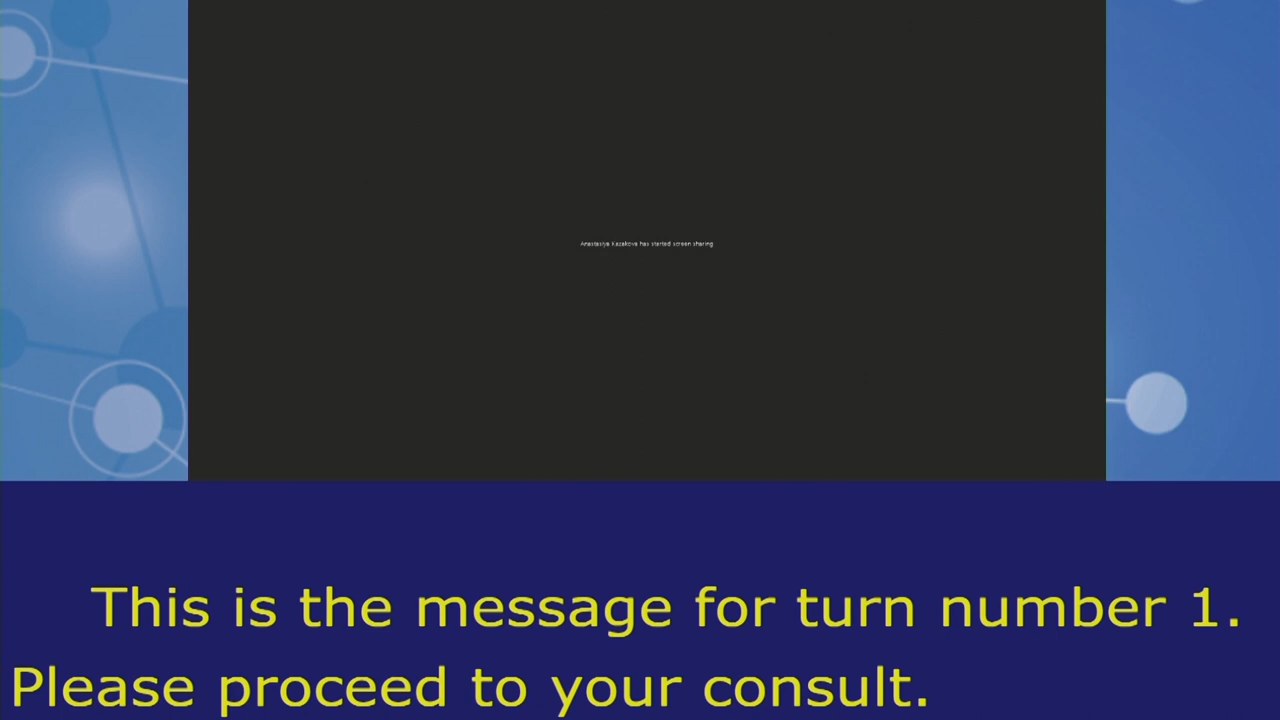 Anastasiya Kazakova has started screen sharing
This is the message for turn number 1.
Please proceed to your consult.